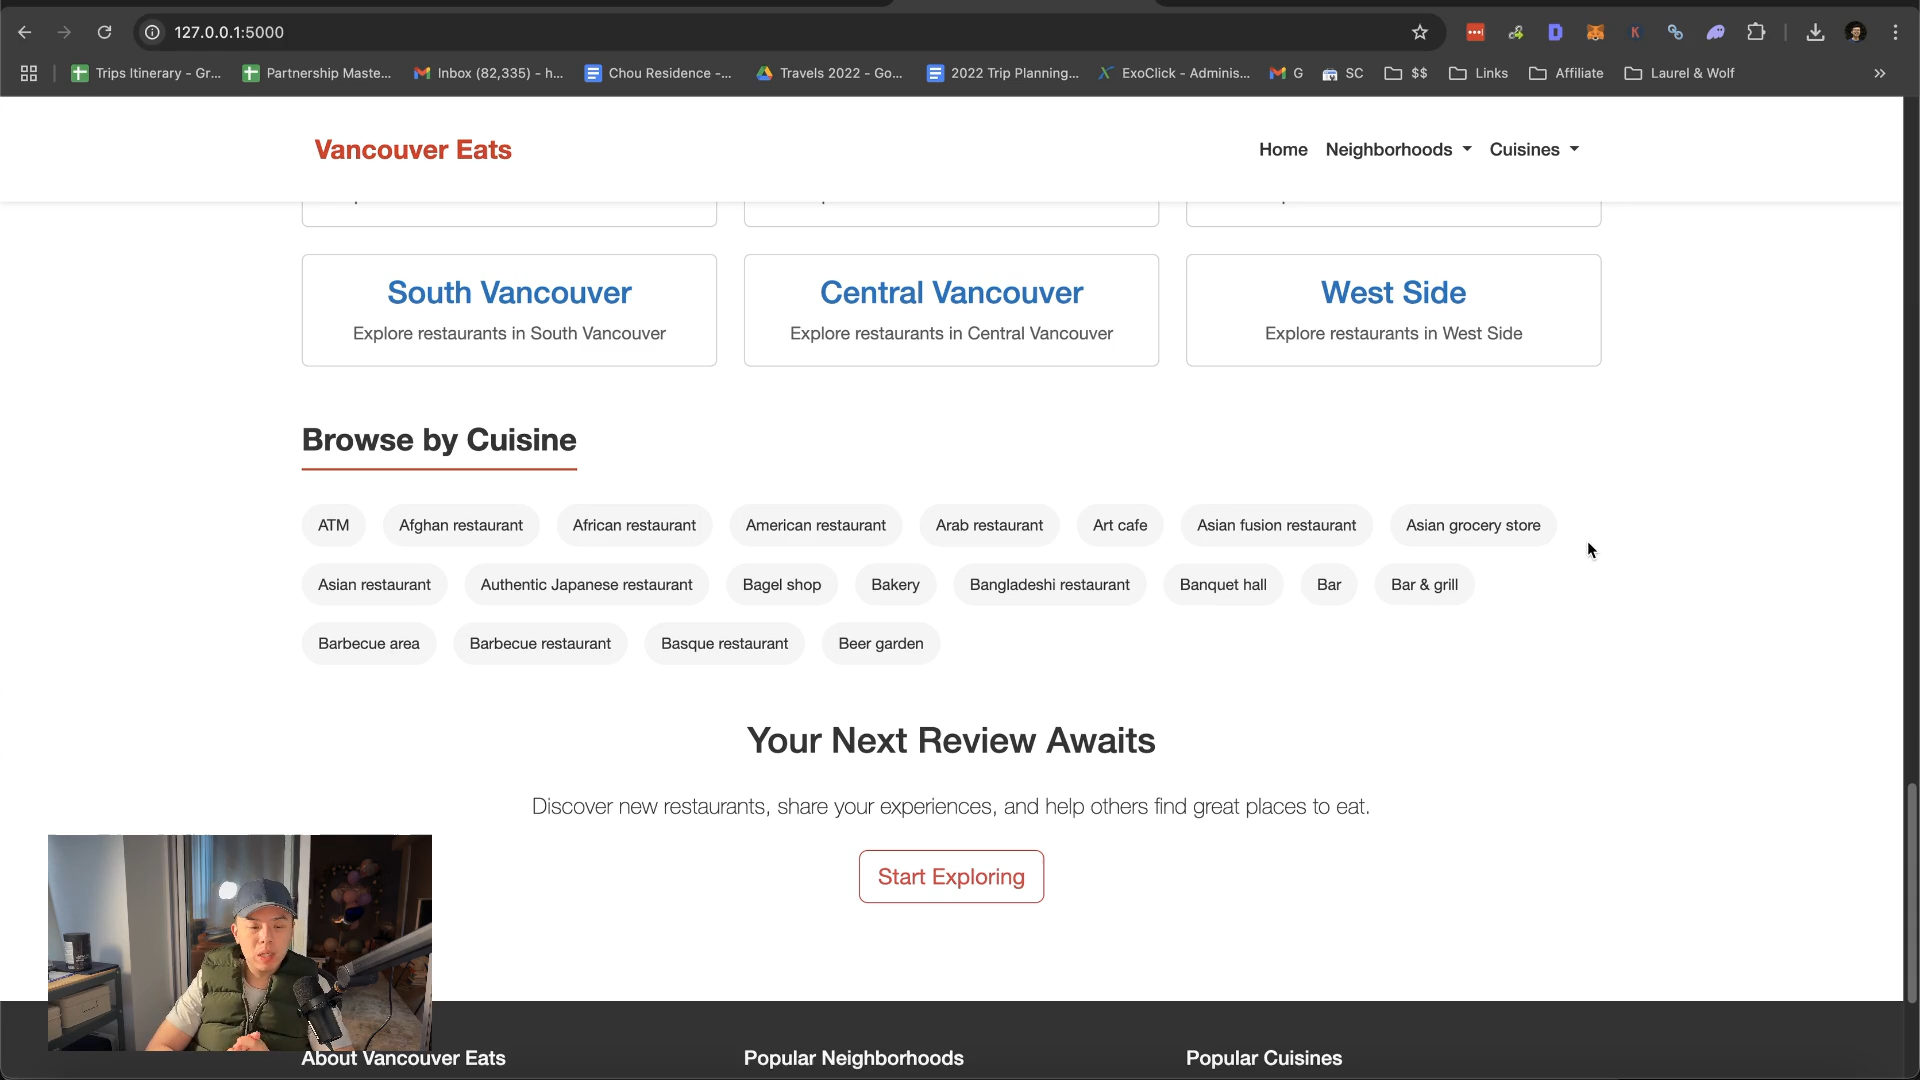 127.0.0.1:5000
Trips Itinerary - Gr... Partnership Maste... Inbox (82,335) - h... Chou Residence -... Travels 2022 - Go... 2022 Trip Planning... ExoClick - Adminis... G SC $$ Links Affiliate Laurel & Wolf
Vancouver Eats Home Neighborhoods Cuisines
South Vancouver Central Vancouver West Side
Explore restaurants in South Vancouver Explore restaurants in Central Vancouver Explore restaurants in West Side
Browse by Cuisine
ATM Afghan restaurant African restaurant American restaurant Arab restaurant Art cafe Asian fusion restaurant Asian grocery store
Asian restaurant Authentic Japanese restaurant Bagel shop Bakery Bangladeshi restaurant Banquet hall Bar Bar & grill
Barbecue area Barbecue restaurant Basque restaurant Beer garden
Your Next Review Awaits
Discover new restaurants, share your experiences, and help others find great places to eat.
Start Exploring
About Vancouver Eats Popular Neighborhoods Popular Cuisines